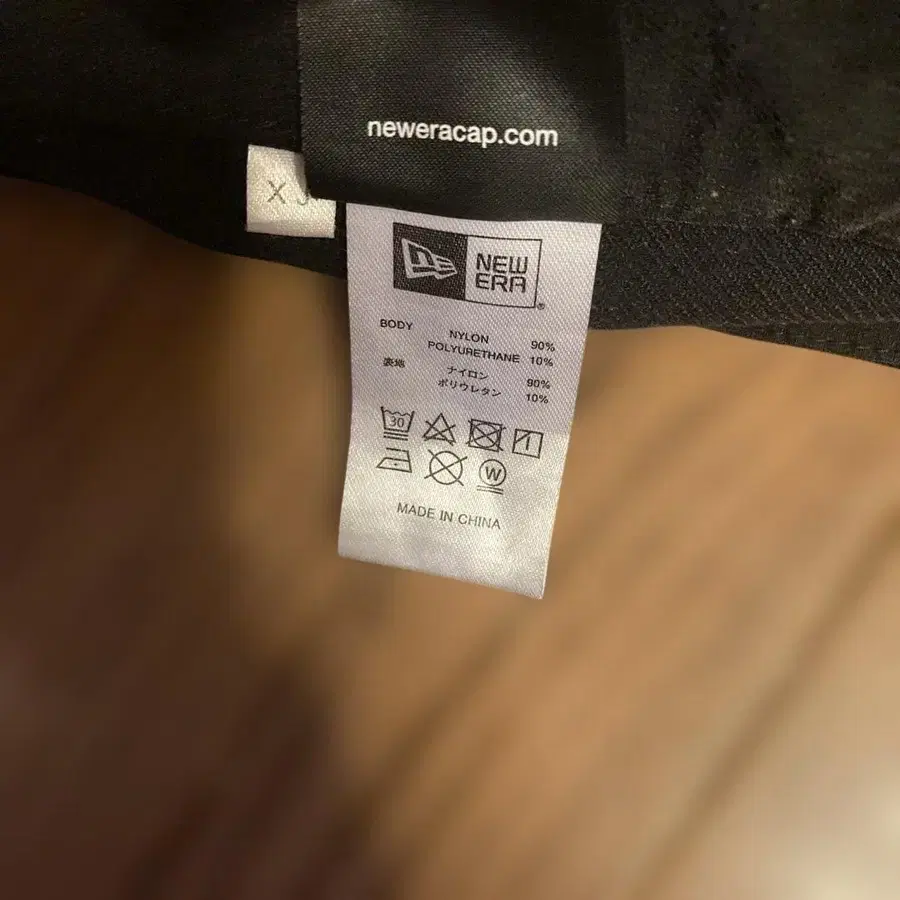 neweracap.com
X J
NEW
ERA
BODY NYLON 90%
POLYURETHANE 10%
表地 ナイロン 90%
ポリウレタン 10%
30
W
MADE IN CHINA